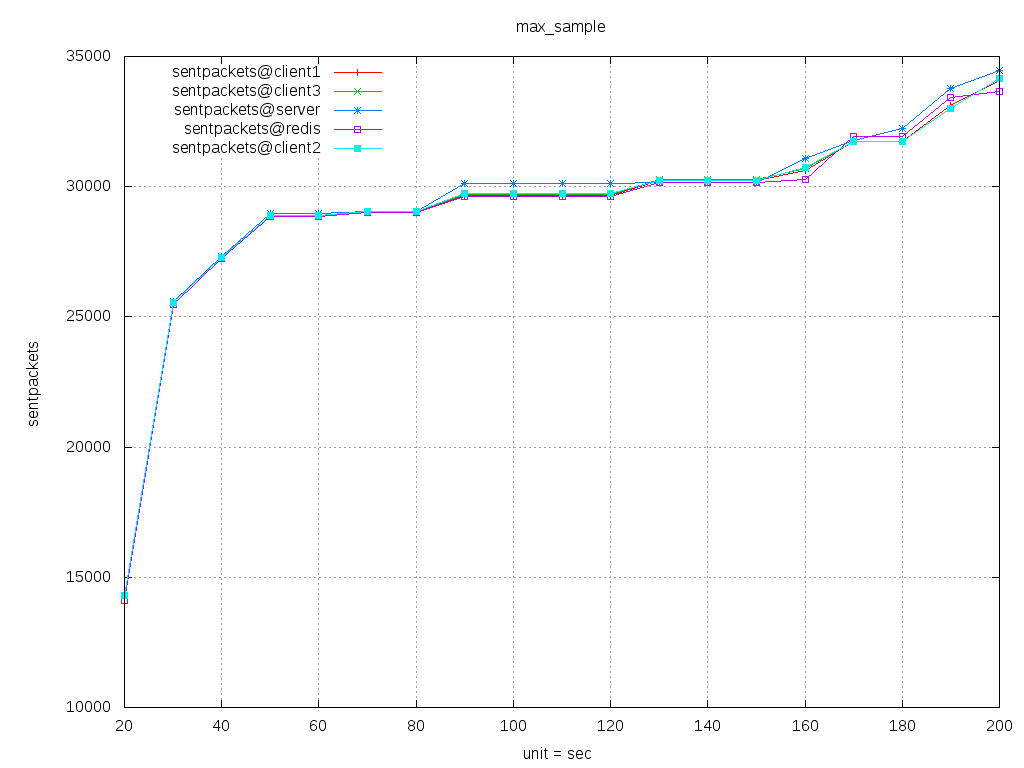 max_sample
35000
30000
25000
20000
15000
10000
sentpackets
sentpackets@client1
sentpackets@client3
sentpackets@server
sentpackets@redis
sentpackets@client2
20 40 60 80 100 120 140 160 180 200
unit = sec